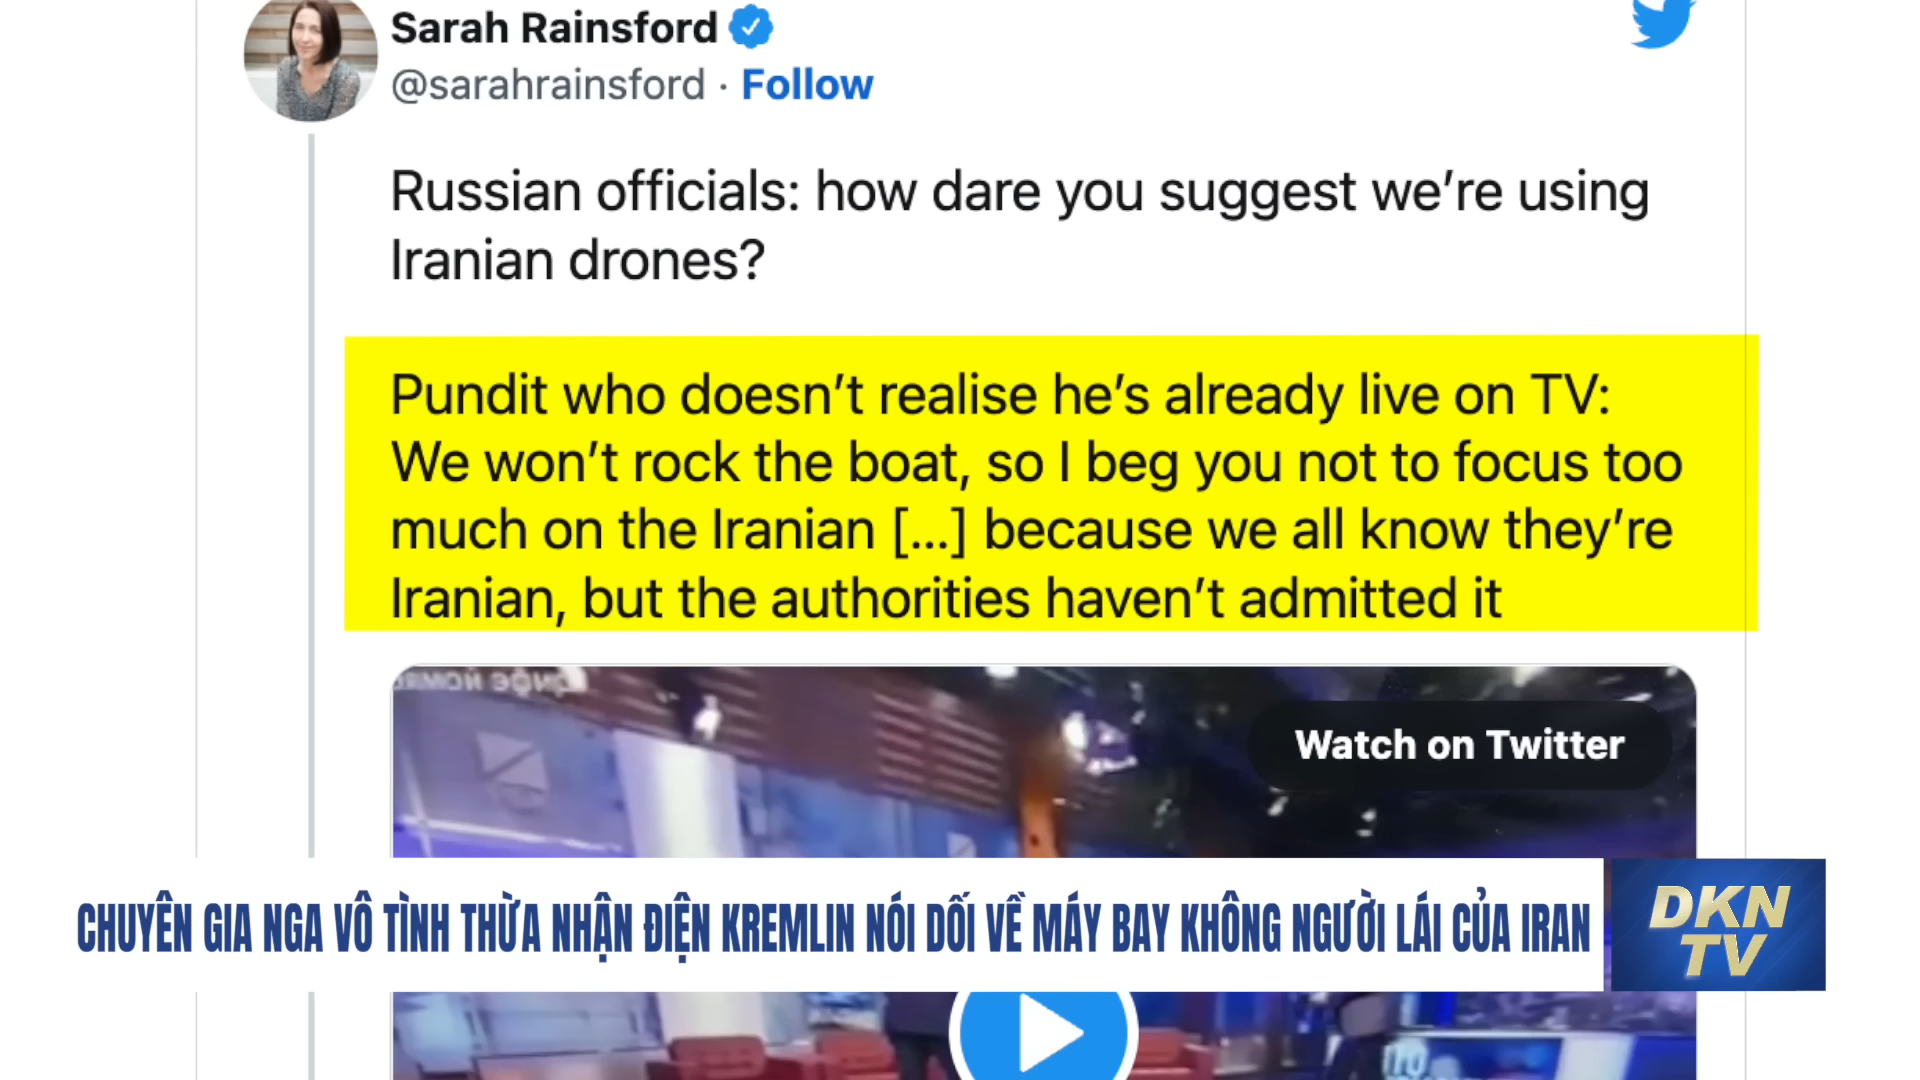 Sarah Rainsford
@sarahrainsford · Follow
Russian officials: how dare you suggest we’re using
Iranian drones?
Pundit who doesn’t realise he’s already live on TV:
We won’t rock the boat, so I beg you not to focus too
much on the Iranian [...] because we all know they’re
Iranian, but the authorities haven’t admitted it
Watch on Twitter
CHUYÊN GIA NGA VÔ TÌNH THỪA NHẬN ĐIỆN KREMLIN NÓI DỐI VỀ MÁY BAY KHÔNG NGƯỜI LÁI CỦA IRAN
DKN
TV